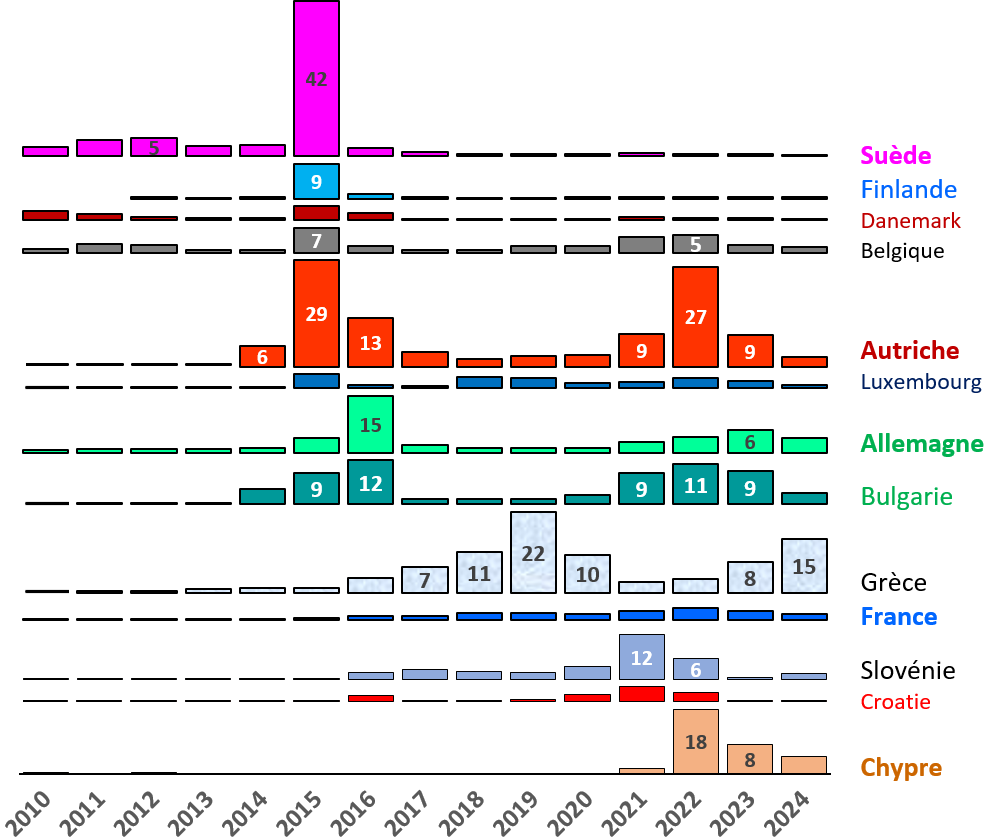 42
5
Suède
9
Finlande
Danemark
7 5
Belgique
29 27
6 13 9 9
Autriche
Luxembourg
15 6
Allemagne
9 12 9 11 9
Bulgarie
7 11 22 10 8 15
Grèce
France
12 6
Slovénie
Croatie
18 8
Chypre
2010 2011 2012 2013 2014 2015 2016 2017 2018 2019 2020 2021 2022 2023 2024